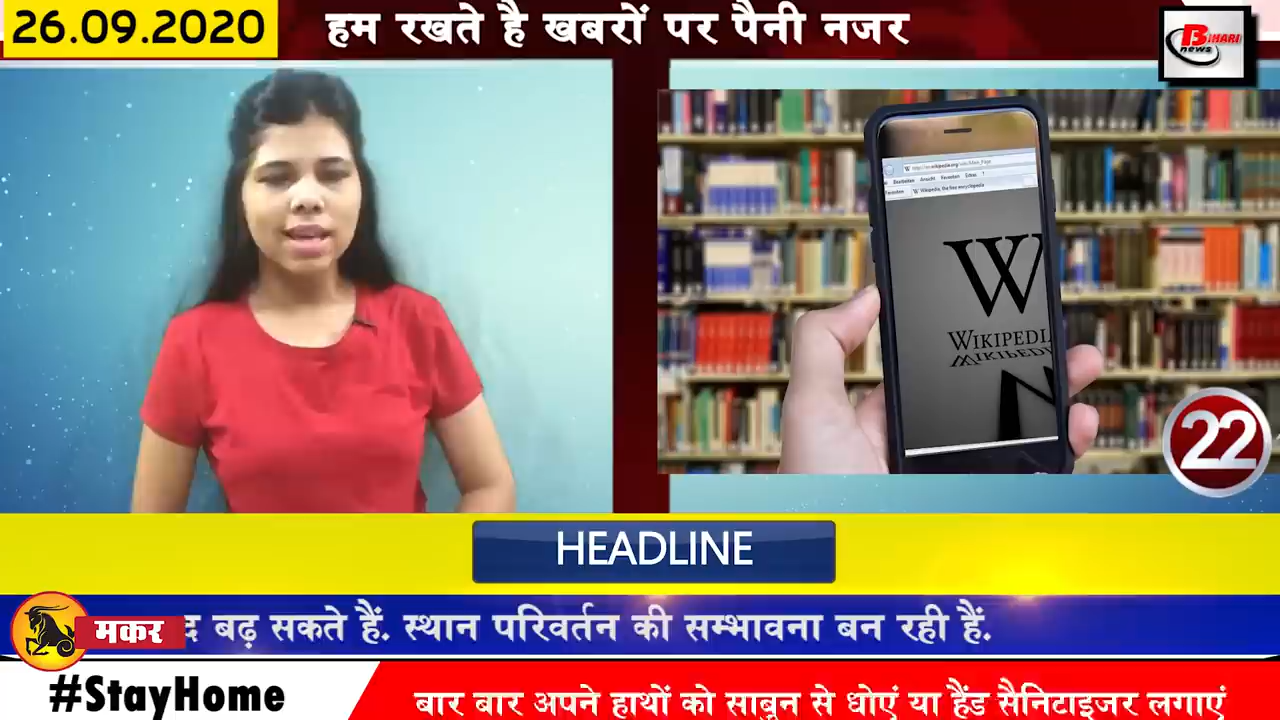 26.09.2020
हम रखते है खबरों पर पैनी नजर
BIHARI
news
W
WIKIPEDI
22
HEADLINE
मकर
द बढ़ सकते हैं. स्थान परिवर्तन की सम्भावना बन रही हैं.
#StayHome
बार बार अपने हाथों को साबुन से धोएं या हैंड सैनिटाइजर लगाएं